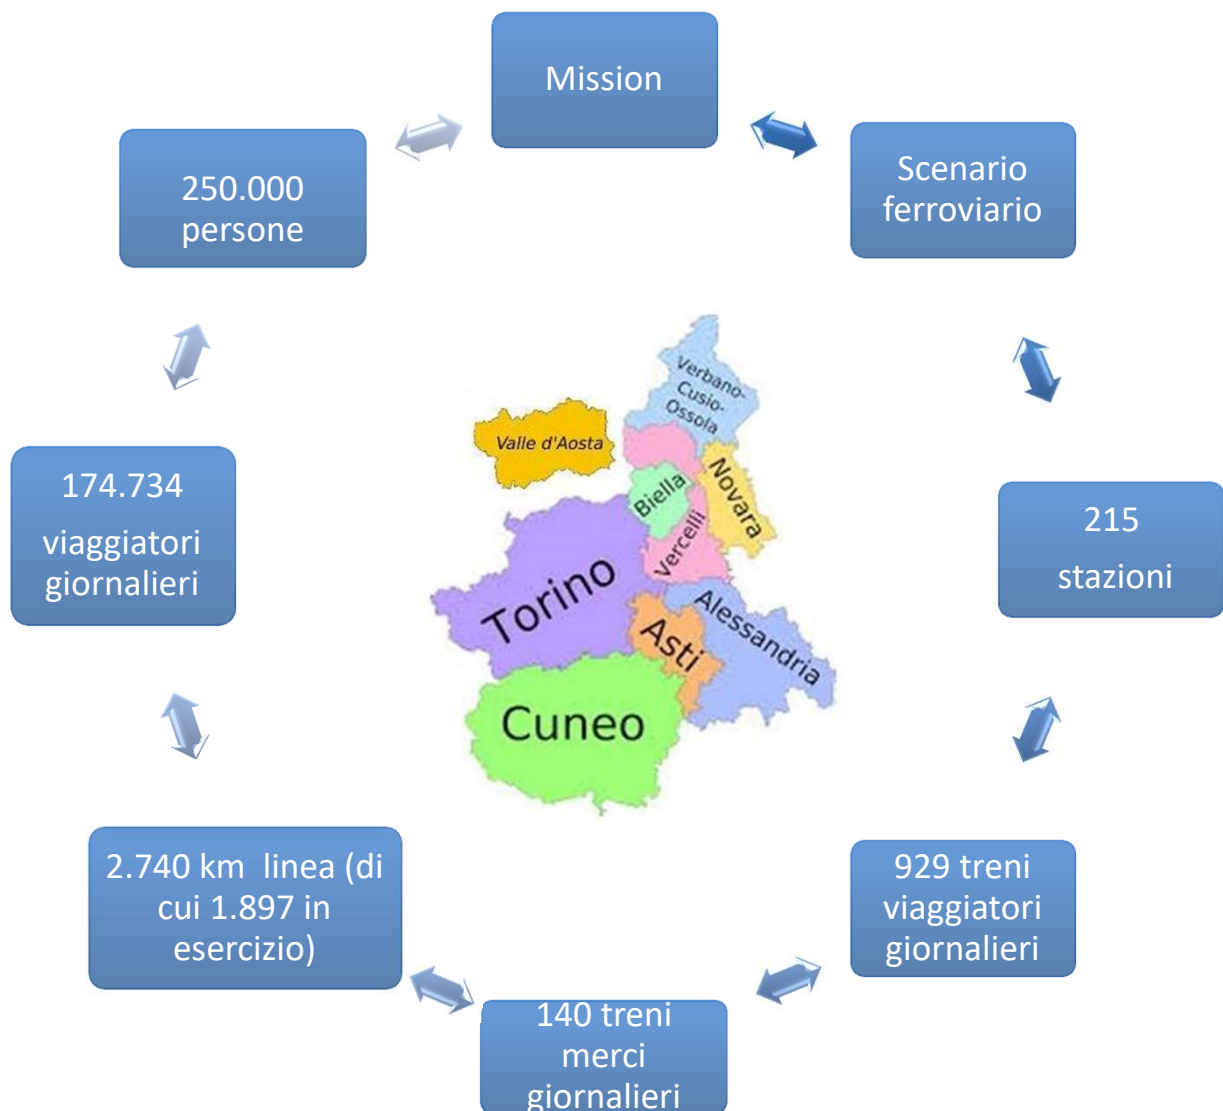 Mission
Scenario
ferroviario
250.000
persone
Verbano-
Cusio-
Ossola
Valle d'Aosta
Biella
Novara
Vercelli
174.734
viaggiatori
giornalieri
215
stazioni
Torino
Asti
Alessandria
Cuneo
2.740 km  linea (di
cui 1.897 in
esercizio)
929 treni
viaggiatori
giornalieri
140 treni
merci
giornalieri